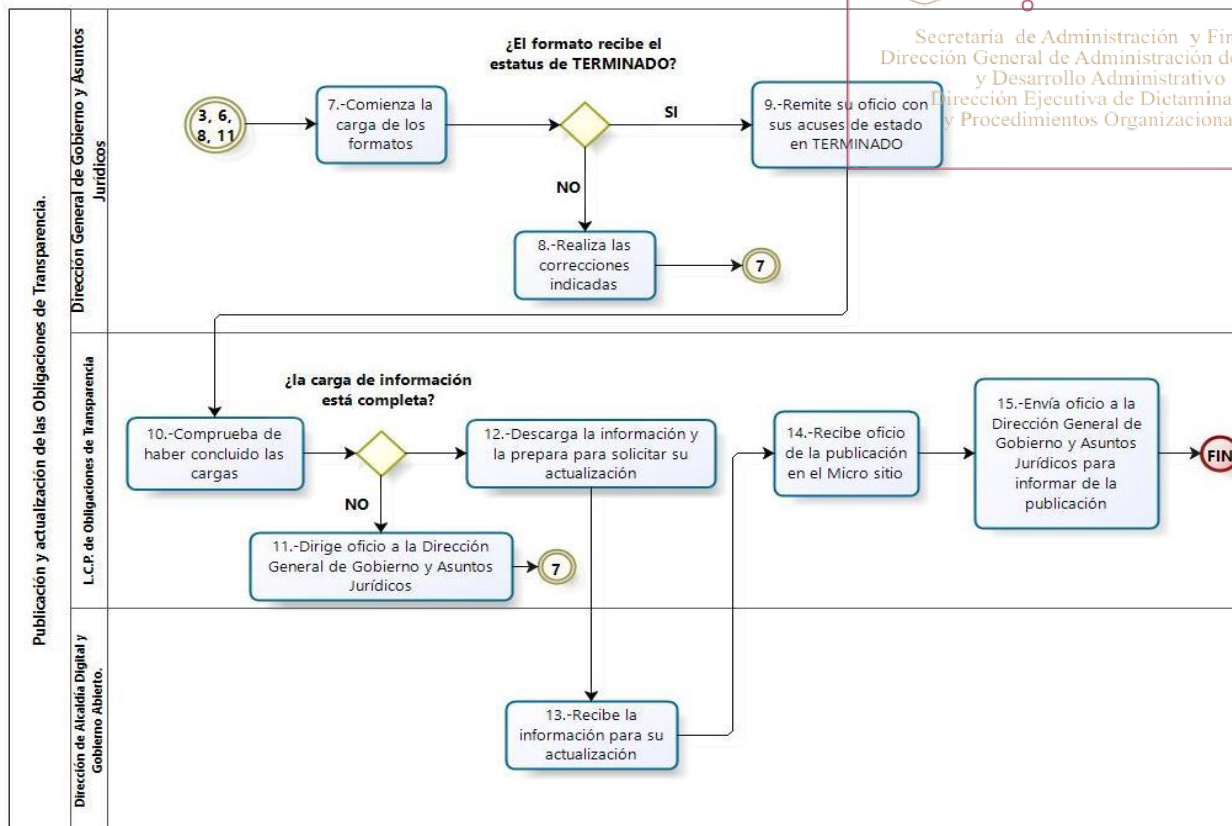 Secretaría de Administración y
Dirección General de Administración
y Desarrollo Administrativo
Dirección Ejecutiva de
y Procedimientos
Publicación y actualización de las Obligaciones de Transparencia.
Dirección General de Gobierno y Asuntos
Jurídicos
¿El formato recibe el
estatus de TERMINADO?
3, 6,
8, 11
7.-Comienza la
carga de los
formatos
SI
9.-Remite su oficio con
sus acuses de estado
en TERMINADO
NO
8.-Realiza las
correcciones
indicadas
7
L.C.P. de Obligaciones de Transparencia
¿la carga de información
está completa?
10.-Comprueba de
haber concluido las
cargas
12.-Descarga la información y
la prepara para solicitar su
actualización
NO
11.-Dirige oficio a la Dirección
General de Gobierno y Asuntos
Jurídicos
7
14.-Recibe oficio
de la publicación
en el Micro sitio
15.-Envía oficio a la
Dirección General de
Gobierno y Asuntos
Jurídicos para
informar de la
publicación
FIN
Dirección de Alcaldía Digital y
Gobierno Abierto.
13.-Recibe la
información para su
actualización